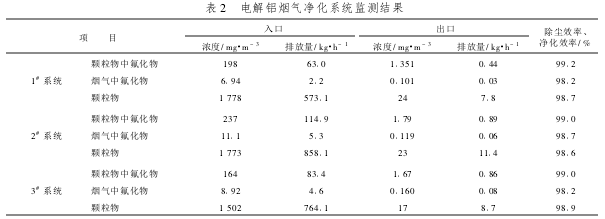 表 2 电解铝烟气净化系统监测结果
项 目 入口 出口 除尘效率、净化效率/%
浓度/mg·m⁻³ 排放量/kg·h⁻¹ 浓度/mg·m⁻³ 排放量/kg·h⁻¹
颗粒物中氟化物 198 63.0 1.351 0.44 99.2
1# 系统 烟气中氟化物 6.94 2.2 0.101 0.03 98.2
颗粒物 1 778 573.1 24 7.8 98.7
颗粒物中氟化物 237 114.9 1.79 0.89 99.0
2# 系统 烟气中氟化物 11.1 5.3 0.119 0.06 98.7
颗粒物 1 773 858.1 23 11.4 98.6
颗粒物中氟化物 164 83.4 1.67 0.86 99.0
3# 系统 烟气中氟化物 8.92 4.6 0.160 0.08 98.2
颗粒物 1 502 764.1 17 8.7 98.9